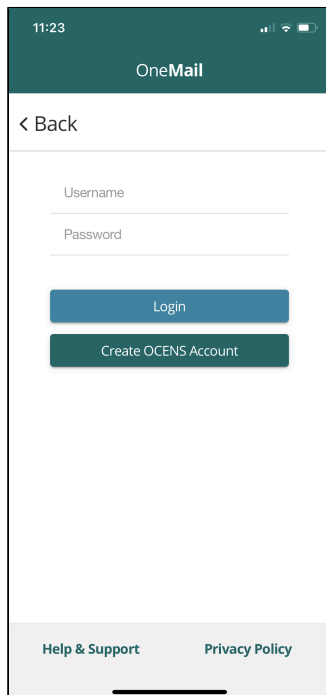 11:23
OneMail
Back
Username
Password
Login
Create OCENS Account
Help & Support
Privacy Policy